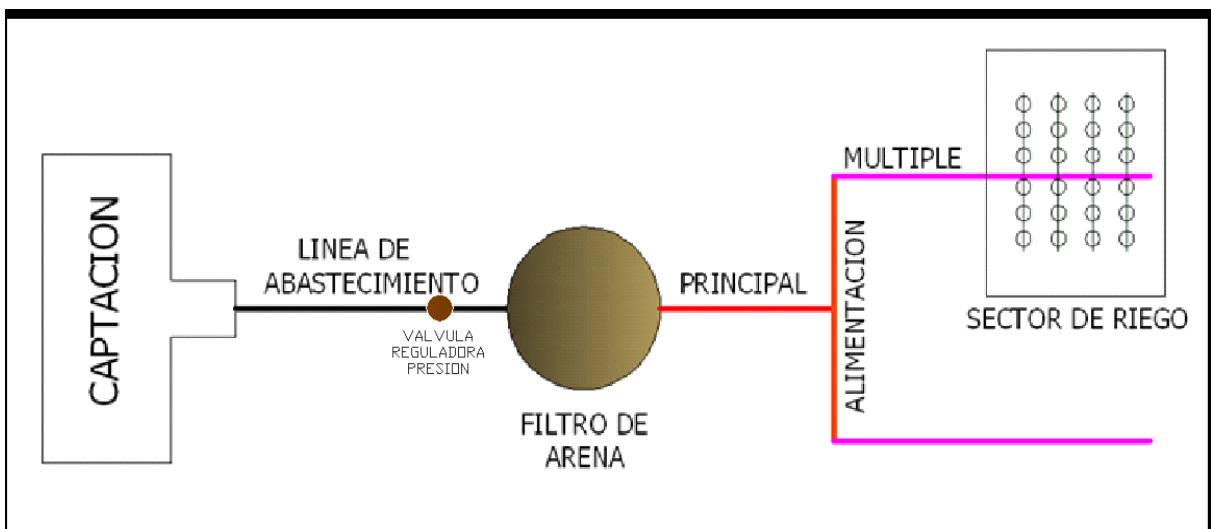 CAPTACION
LINEA DE
ABASTECIMIENTO
VALVULA
REGULADORA
PRESION
FILTRO DE
ARENA
PRINCIPAL
ALIMENTACION
MULTIPLE
SECTOR DE RIEGO